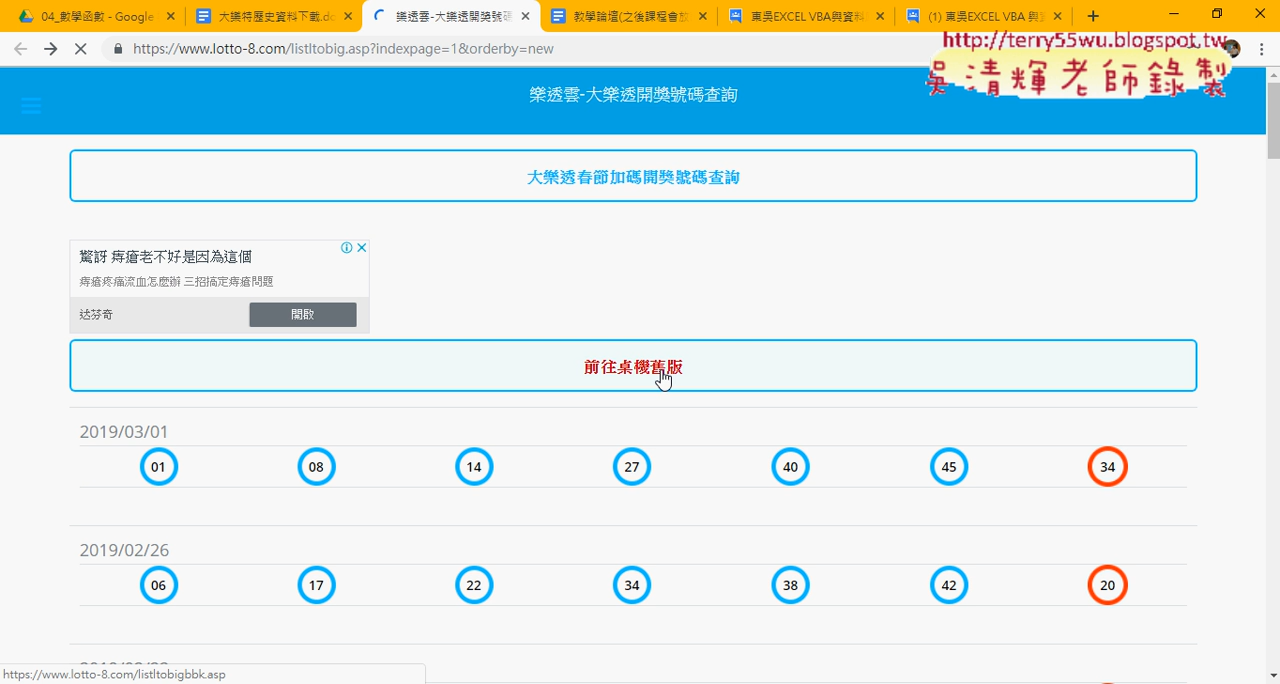 04_數學函數 - Google
大樂特歷史資料下載.dc
樂透雲-大樂透開獎號碼
教學論壇(之後課程會放
東吳EXCEL VBA與資料
(1) 東吳EXCEL VBA 與
https://www.lotto-8.com/listltobig.asp?indexpage=1&orderby=new
http://terry55wu.blogspot.tw
吳清輝老師錄製
樂透雲-大樂透開獎號碼查詢
大樂透春節加碼開獎號碼查詢
驚訝 痔瘡老不好是因為這個
痔瘡疼痛流血怎麼辦 三招搞定痔瘡問題
达芬奇
開啟
前往桌機舊版
2019/03/01
01 08 14 27 40 45 34
2019/02/26
06 17 22 34 38 42 20
https://www.lotto-8.com/listltobigbbk.asp